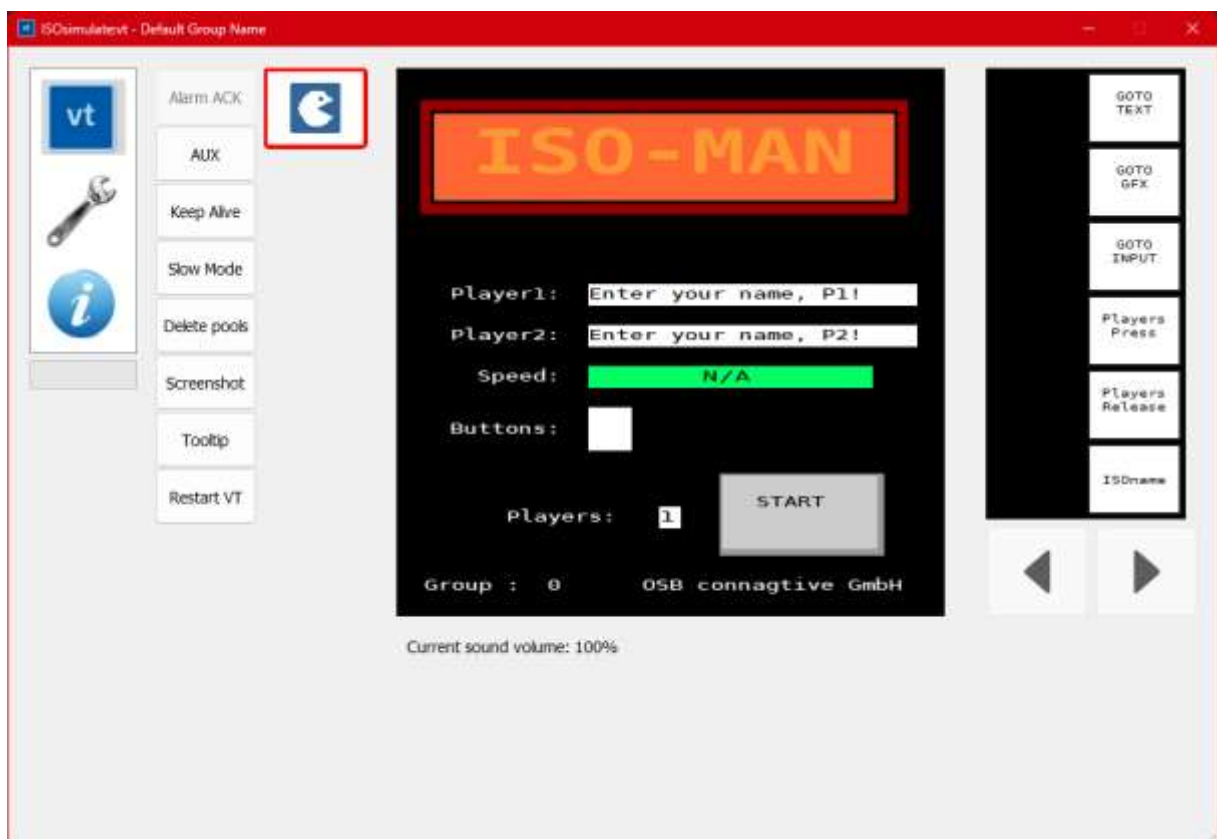 ISOsimulatevt - Default Group Name
vt
Alarm ACK
AUX
Keep Alive
Slow Mode
Delete pools
Screenshot
Tooltip
Restart VT
ISO-MAN
Player1: Enter your name, P1!
Player2: Enter your name, P2!
Speed: N/A
Buttons:
Players: 1
START
Group : 0 OSB connagtive GmbH
GOTO
TEXT
GOTO
GFX
GOTO
INPUT
Players
Press
Players
Release
ISOname
Current sound volume: 100%